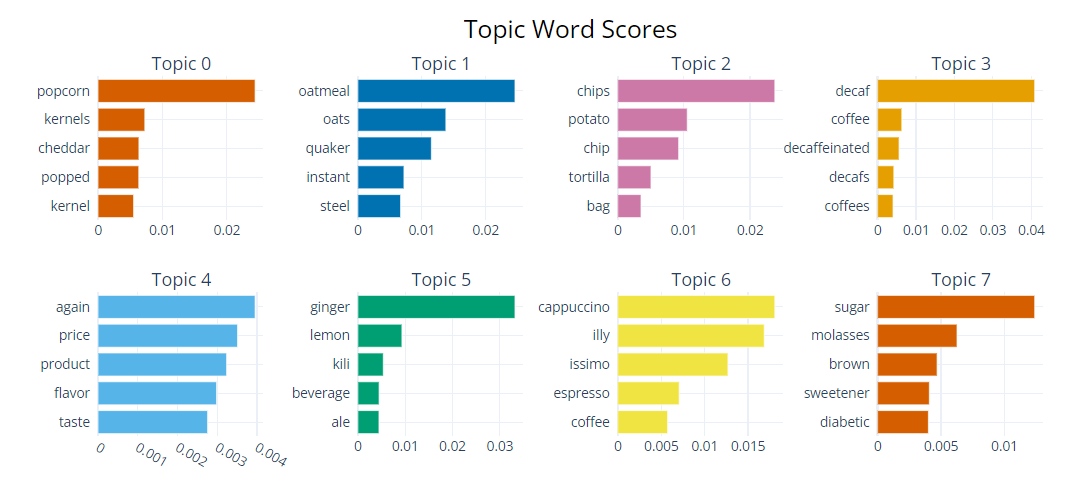 Topic Word Scores
Topic 0
popcorn
kernels
cheddar
popped
kernel
0 0.01 0.02
Topic 1
oatmeal
oats
quaker
instant
steel
0 0.01 0.02
Topic 2
chips
potato
chip
tortilla
bag
0 0.01 0.02
Topic 3
decaf
coffee
decaffeinated
decafs
coffees
0 0.01 0.02 0.03 0.04
Topic 4
again
price
product
flavor
taste
0 0.001 0.002 0.003 0.004
Topic 5
ginger
lemon
kili
beverage
ale
0 0.01 0.02 0.03
Topic 6
cappuccino
illy
issimo
espresso
coffee
0 0.005 0.01 0.015
Topic 7
sugar
molasses
brown
sweetener
diabetic
0 0.005 0.01